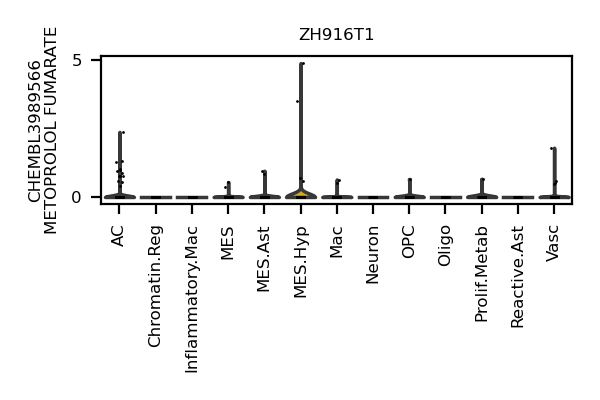 ZH916T1
CHEMBL3989566
METOPROLOL FUMARATE
5
0
AC
Chromatin.Reg
Inflammatory.Mac
MES
MES.Ast
MES.Hyp
Mac
Neuron
OPC
Oligo
Prolif.Metab
Reactive.Ast
Vasc